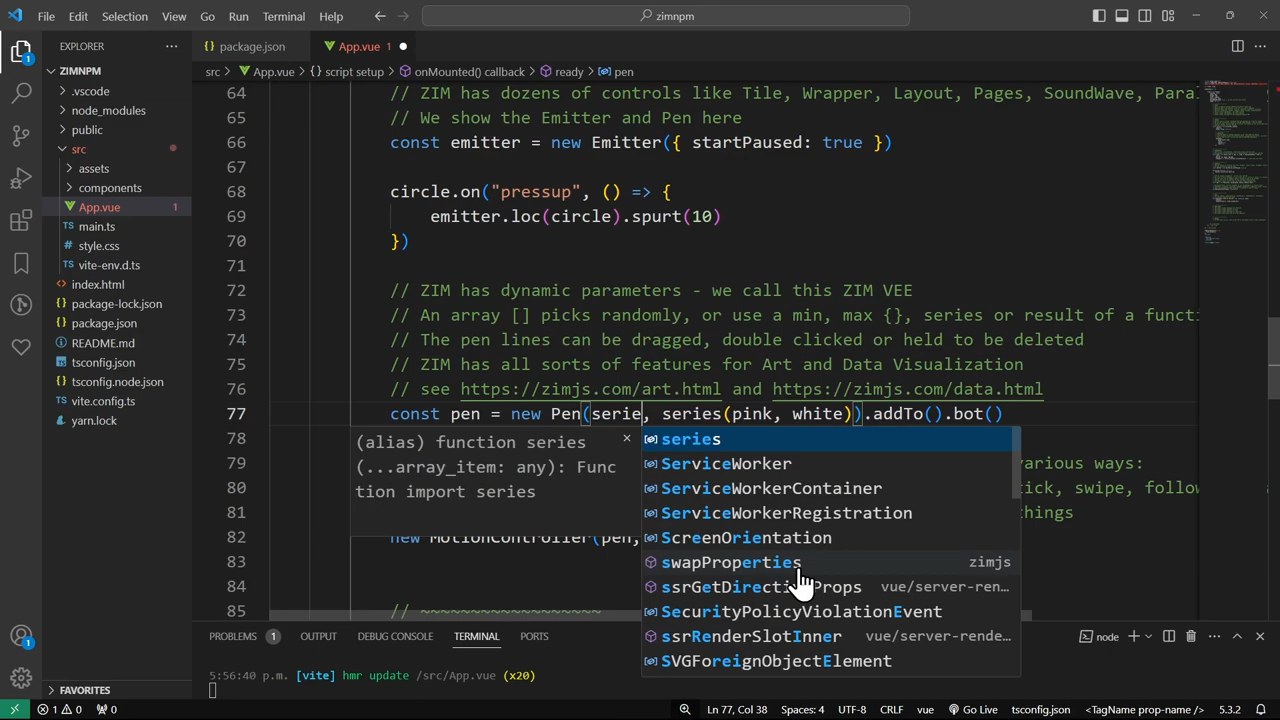 File Edit Selection View Go Run Terminal Help
zimnpm
EXPLORER
package.json
App.vue 1
ZIMNPM
.vscode
node_modules
public
src
assets
components
App.vue 1
TS main.ts
style.css
TS vite-env.d.ts
index.html
package-lock.json
package.json
README.md
tsconfig.json
tsconfig.node.json
vite.config.ts
yarn.lock
FAVORITES
src > App.vue > {} script setup > onMounted() callback > ready > pen
64 // ZIM has dozens of controls like Tile, Wrapper, Layout, Pages, SoundWave, Para
65 // We show the Emitter and Pen here
66 const emitter = new Emitter({ startPaused: true })
67
68 circle.on("pressup", () => {
69 emitter.loc(circle).spurt(10)
70 })
71
72 // ZIM has dynamic parameters - we call this ZIM VEE
73 // An array [] picks randomly, or use a min, max {}, series or result of a functi
74 // The pen lines can be dragged, double clicked or held to be deleted
75 // ZIM has all sorts of features for Art and Data Visualization
76 // see https://zimjs.com/art.html and https://zimjs.com/data.html
77 const pen = new Pen(serie, series(pink, white)).addTo().bot()
78
79 various ways:
80 ick, swipe, follow
81 things
82 new MotionController(pen,
83
84
85 // ~~~~~~~~~~~~~~~~~~
(alias) function series
(...array_item: any): Func
tion import series
series
ServiceWorker
ServiceWorkerContainer
ServiceWorkerRegistration
ScreenOrientation
swapProperties zimjs
ssrGetDirecti Props vue/server-ren…
SecurityPolicyViolationEvent
ssrRenderSlotInner vue/server-rende…
SVGForeignObjectElement
PROBLEMS 1 OUTPUT DEBUG CONSOLE TERMINAL PORTS
node
5:56:40 p.m. [vite] hmr update /src/App.vue (x20)
1 0 0 Ln 77, Col 38 Spaces: 4 UTF-8 CRLF vue Go Live tsconfig.json <TagName prop-name /> 5.3.2